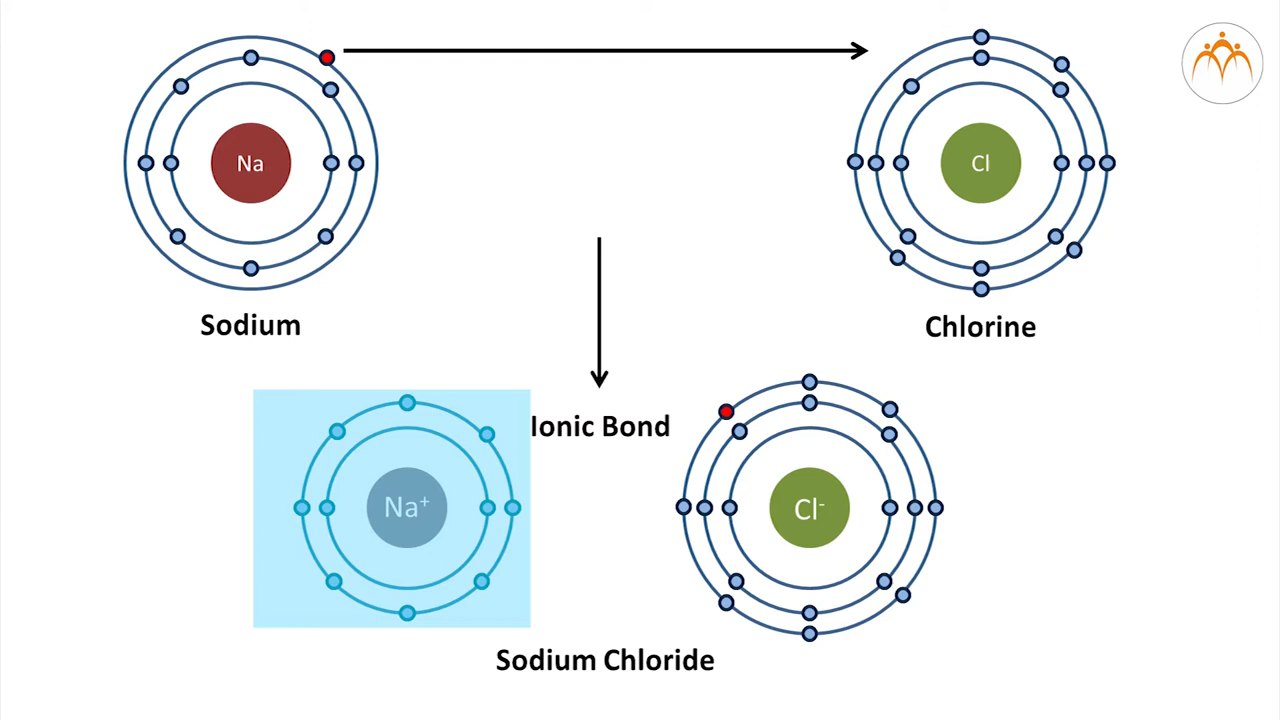 Na
Cl
Sodium
Chlorine
Ionic Bond
Na⁺
Cl⁻
Sodium Chloride